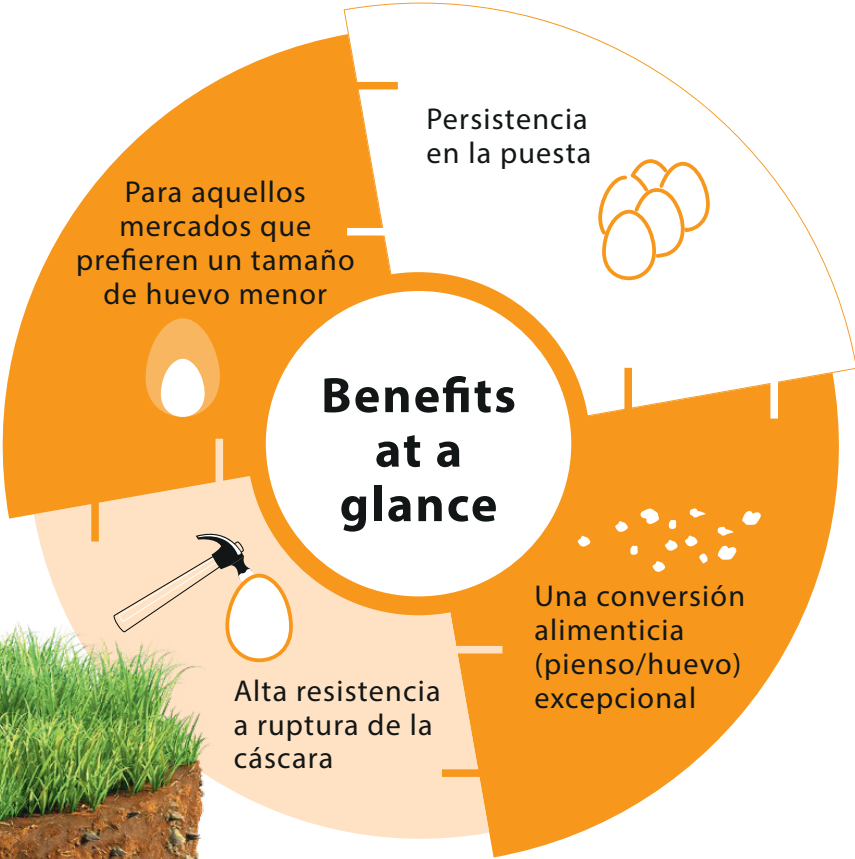 Persistencia
en la puesta
Para aquellos
mercados que
prefieren un tamaño
de huevo menor
Benefits
at a
glance
Una conversión
alimenticia
(pienso/huevo)
excepcional
Alta resistencia
a ruptura de la
cáscara